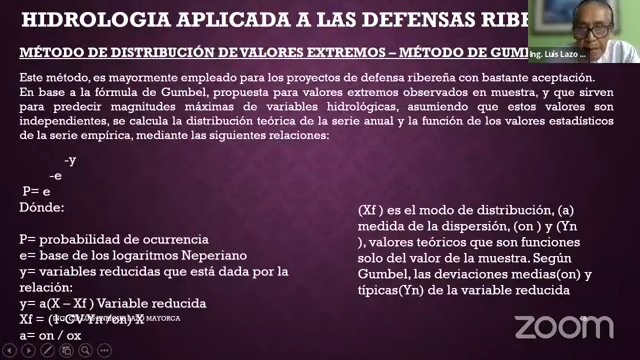 HIDROLOGIA APLICADA A LAS DEFENSAS
MÉTODO DE DISTRIBUCIÓN DE VALORES EXTREMOS – MÉTODO DE
Ing. Luis Lazo
Este método, es mayormente empleado para los proyectos de defensa ribereña con bastante aceptación.
En base a la fórmula de Gumbel, propuesta para valores extremos observados en muestra, y que sirven
para predecir magnitudes máximas de variables hidrológicas, asumiendo que estos valores son
independientes, se calcula la distribución teórica de la serie anual y la función de los valores estadísticos
de la serie empírica, mediante las siguientes relaciones:
-y
-e
P= e
Dónde:
P= probabilidad de ocurrencia
e= base de los logaritmos Neperiano
y= variables reducidas que está dada por la
relación:
y= a(X – Xf ) Variable reducida
Xf = (1-CV Yn / on) X
a= on / ox
(Xf ) es el modo de distribución, (a)
medida de la dispersión, (on ) y (Yn
), valores teóricos que son funciones
solo del valor de la muestra. Según
Gumbel, las deviaciones medias(on) y
típicas(Yn) de la variable reducida
zoom